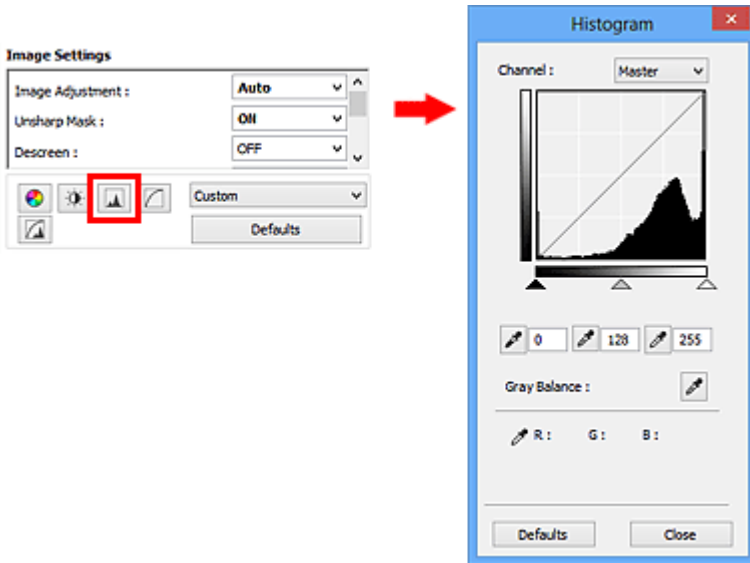 Image Settings
Image Adjustment : Auto
Unsharp Mask : ON
Descreen : OFF
Custom
Defaults
Histogram
Channel : Master
0 128 255
Gray Balance :
R : G : B :
Defaults Close